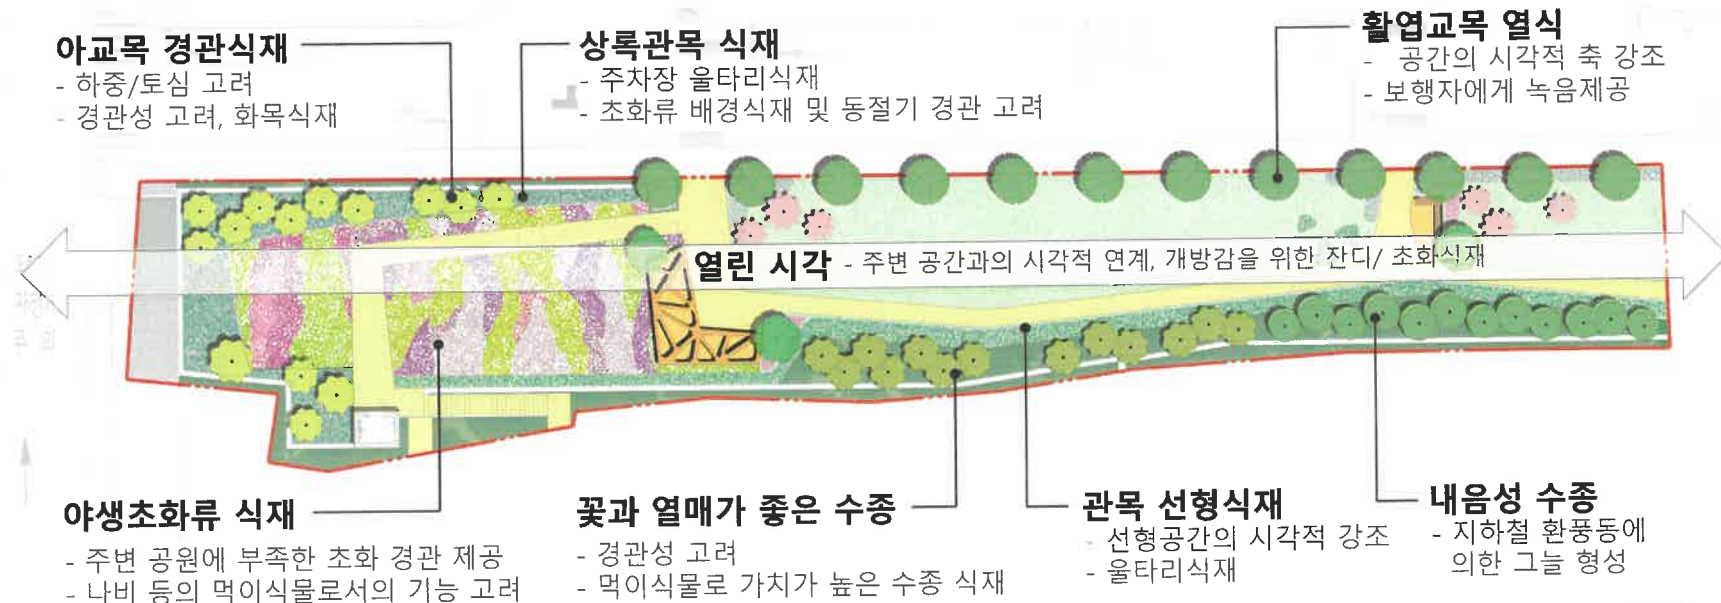 아교목 경관식재
- 하중/토심 고려
- 경관성 고려, 화목식재
상록관목 식재
- 주차장 울타리식재
- 초화류 배경식재 및 동절기 경관 고려
활엽교목 열식
- 공간의 시각적 축 강조
- 보행자에게 녹음제공
열린 시각 - 주변 공간과의 시각적 연계, 개방감을 위한 잔디/ 초화식재
야생초화류 식재
- 주변 공원에 부족한 초화 경관 제공
- 나비 등의 먹이식물로서의 기능 고려
꽃과 열매가 좋은 수종
- 경관성 고려
- 먹이식물로 가치가 높은 수종 식재
관목 선형식재
- 선형공간의 시각적 강조
- 울타리식재
내음성 수종
- 지하철 환풍동에
의한 그늘 형성